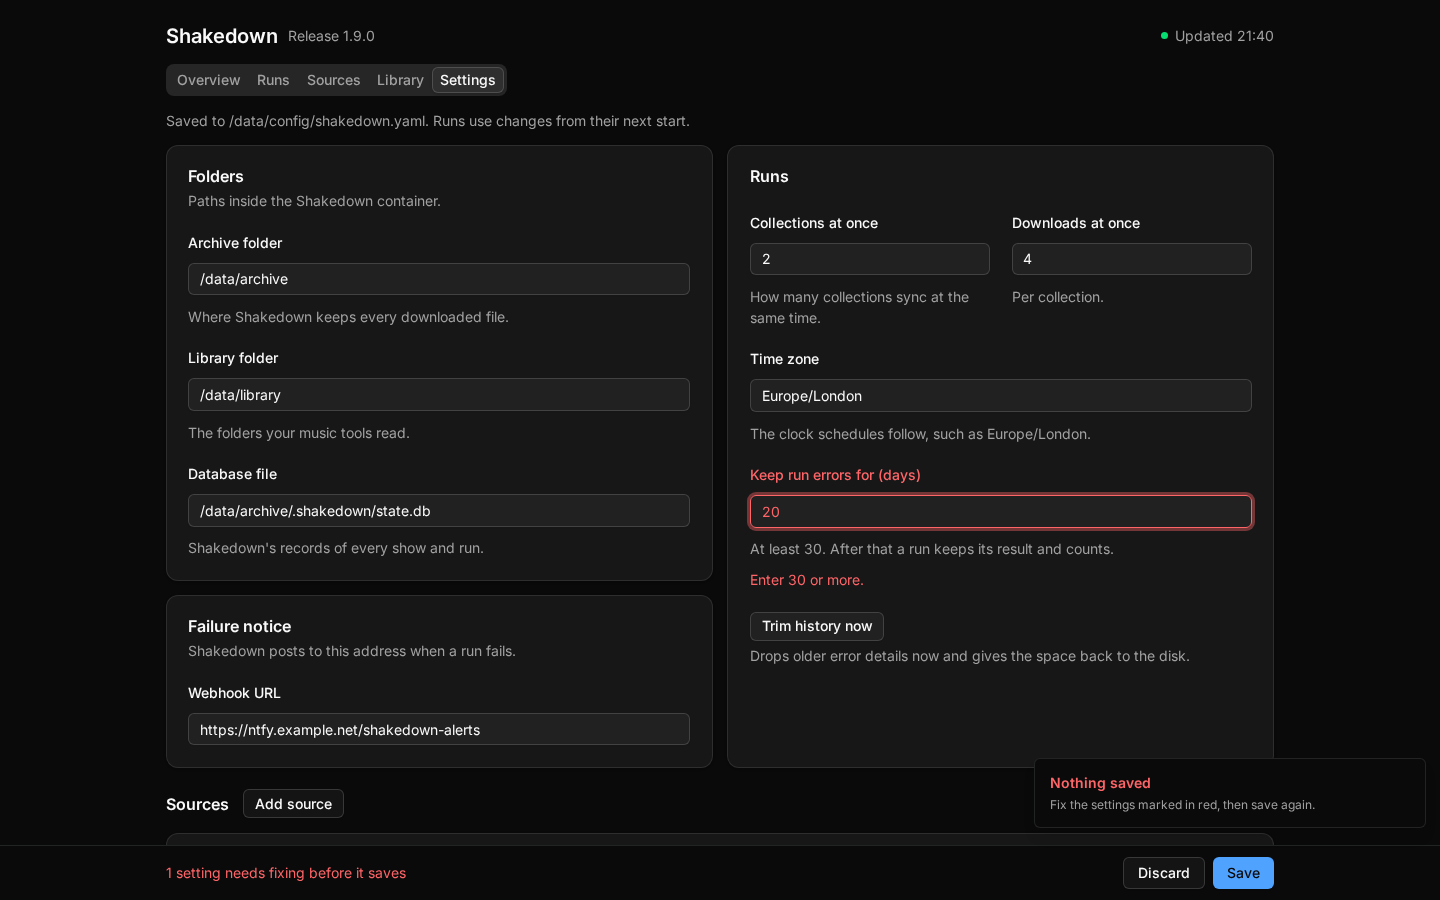 Shakedown Release 1.9.0
Updated 21:40
Overview Runs Sources Library Settings
Saved to /data/config/shakedown.yaml. Runs use changes from their next start.
Folders
Paths inside the Shakedown container.
Archive folder
/data/archive
Where Shakedown keeps every downloaded file.
Library folder
/data/library
The folders your music tools read.
Database file
/data/archive/.shakedown/state.db
Shakedown's records of every show and run.
Failure notice
Shakedown posts to this address when a run fails.
Webhook URL
https://ntfy.example.net/shakedown-alerts
Runs
Collections at once
2
How many collections sync at the
same time.
Downloads at once
4
Per collection.
Time zone
Europe/London
The clock schedules follow, such as Europe/London.
Keep run errors for (days)
20
At least 30. After that a run keeps its result and counts.
Enter 30 or more.
Trim history now
Drops older error details now and gives the space back to the disk.
Sources Add source
Nothing saved
Fix the settings marked in red, then save again.
1 setting needs fixing before it saves
Discard Save